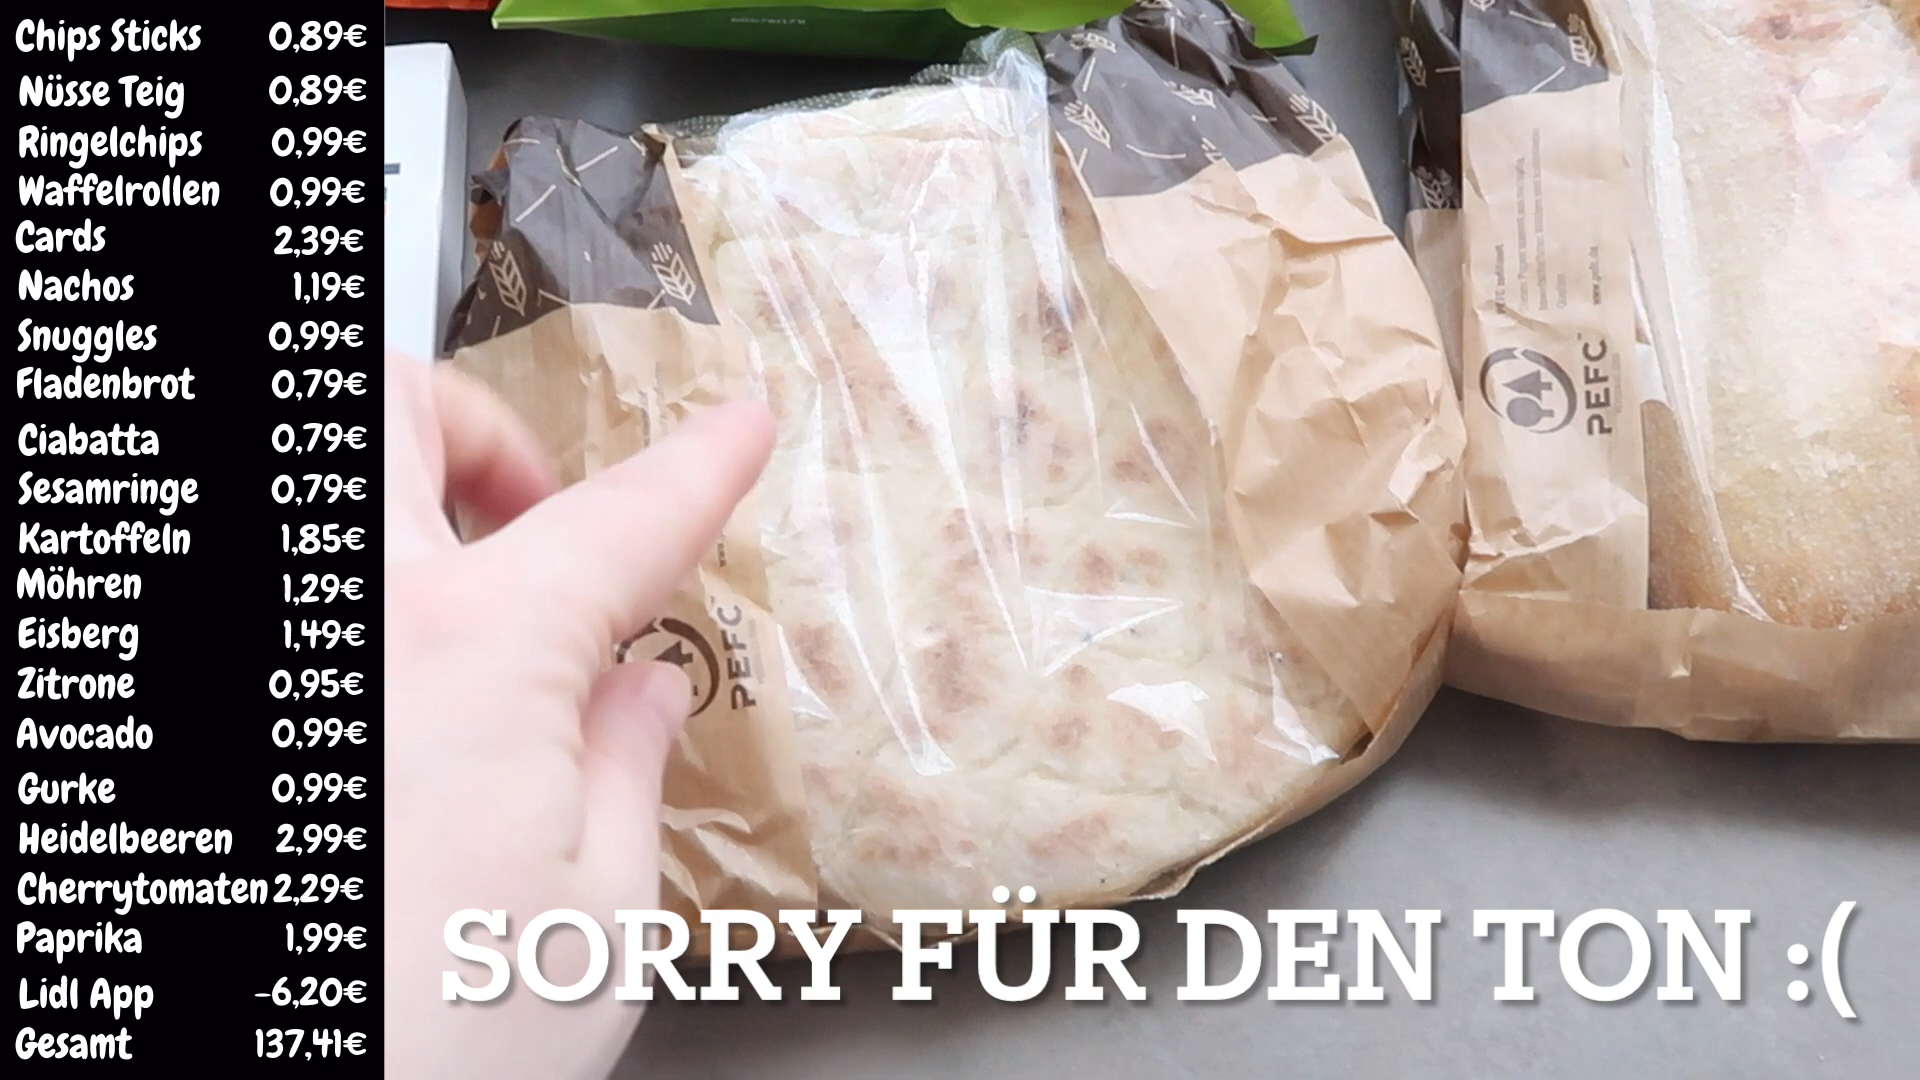 Chips Sticks 0,89€
Nüsse Teig 0,89€
Ringelchips 0,99€
Waffelrollen 0,99€
Cards 2,39€
Nachos 1,19€
Snuggles 0,99€
Fladenbrot 0,79€
Ciabatta 0,79€
Sesamringe 0,79€
Kartoffeln 1,85€
Möhren 1,29€
Eisberg 1,49€
Zitrone 0,95€
Avocado 0,99€
Gurke 0,99€
Heidelbeeren 2,99€
Cherrytomaten 2,29€
Paprika 1,99€
Lidl App -6,20€
Gesamt 137,41€
PEFC
PEFC
SORRY FÜR DEN TON :(